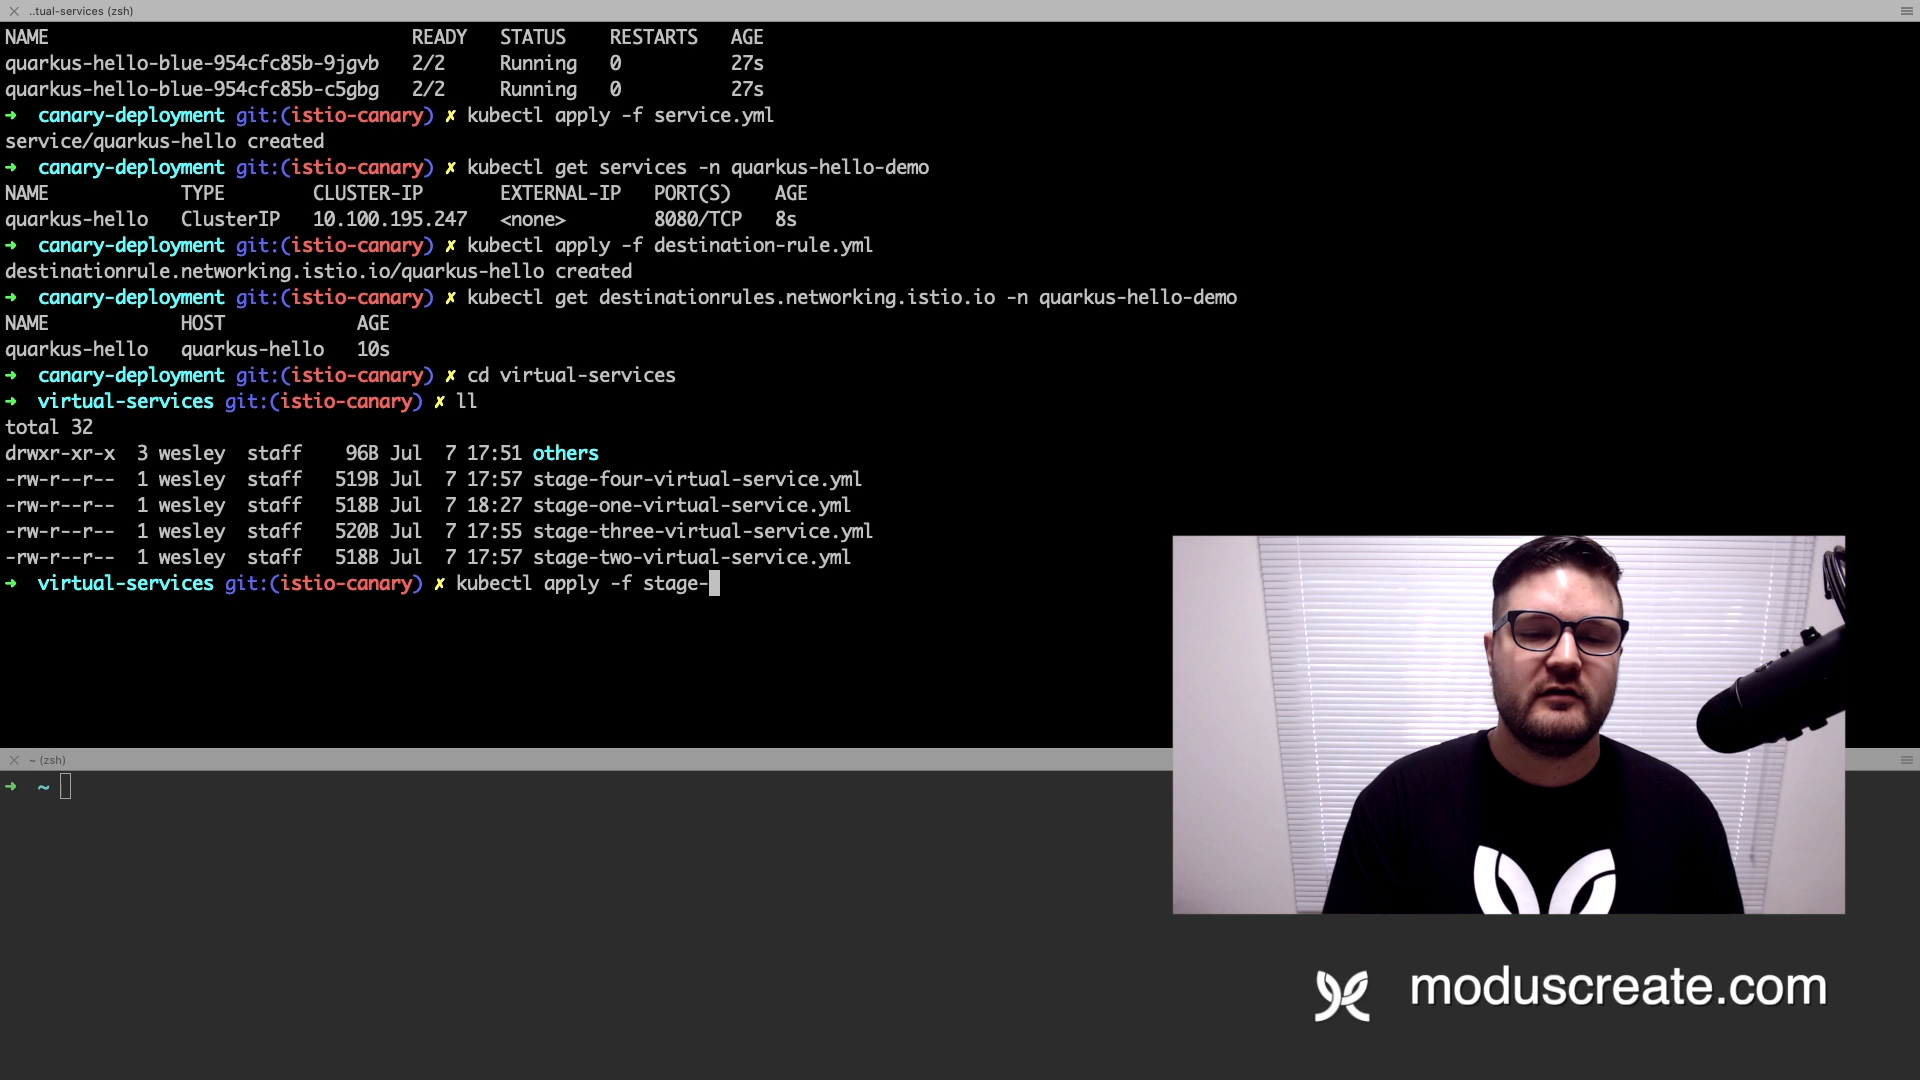 ..tual-services (zsh)
NAME READY STATUS RESTARTS AGE
quarkus-hello-blue-954cfc85b-9jgvb 2/2 Running 0 27s
quarkus-hello-blue-954cfc85b-c5gbg 2/2 Running 0 27s
➜ canary-deployment git:(istio-canary) ✗ kubectl apply -f service.yml
service/quarkus-hello created
➜ canary-deployment git:(istio-canary) ✗ kubectl get services -n quarkus-hello-demo
NAME TYPE CLUSTER-IP EXTERNAL-IP PORT(S) AGE
quarkus-hello ClusterIP 10.100.195.247 <none> 8080/TCP 8s
➜ canary-deployment git:(istio-canary) ✗ kubectl apply -f destination-rule.yml
destinationrule.networking.istio.io/quarkus-hello created
➜ canary-deployment git:(istio-canary) ✗ kubectl get destinationrules.networking.istio.io -n quarkus-hello-demo
NAME HOST AGE
quarkus-hello quarkus-hello 10s
➜ canary-deployment git:(istio-canary) ✗ cd virtual-services
➜ virtual-services git:(istio-canary) ✗ ll
total 32
drwxr-xr-x 3 wesley staff 96B Jul 7 17:51 others
-rw-r--r-- 1 wesley staff 519B Jul 7 17:57 stage-four-virtual-service.yml
-rw-r--r-- 1 wesley staff 518B Jul 7 18:27 stage-one-virtual-service.yml
-rw-r--r-- 1 wesley staff 520B Jul 7 17:55 stage-three-virtual-service.yml
-rw-r--r-- 1 wesley staff 518B Jul 7 17:57 stage-two-virtual-service.yml
➜ virtual-services git:(istio-canary) ✗ kubectl apply -f stage-
~ (zsh)
➜ ~
moduscreate.com